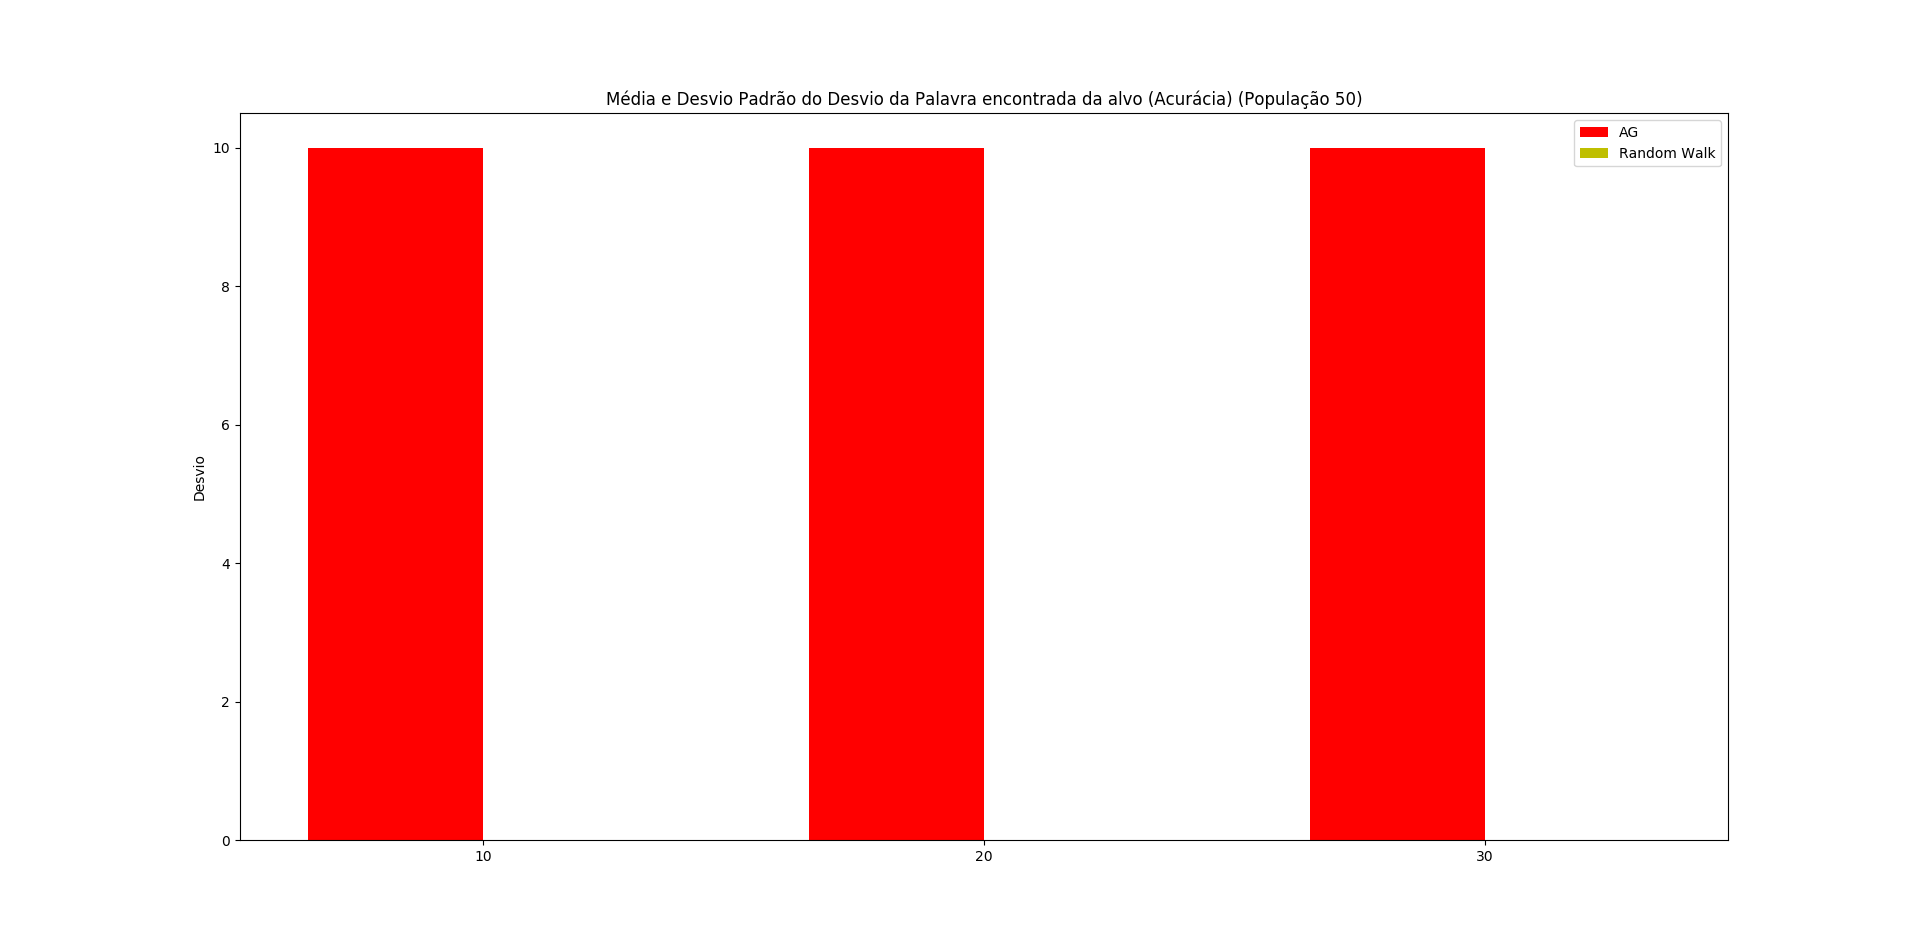 Média e Desvio Padrão do Desvio da Palavra encontrada da alvo (Acurácia) (População 50)
AG
Random Walk
10
8
6
4
2
0
Desvio
10
20
30